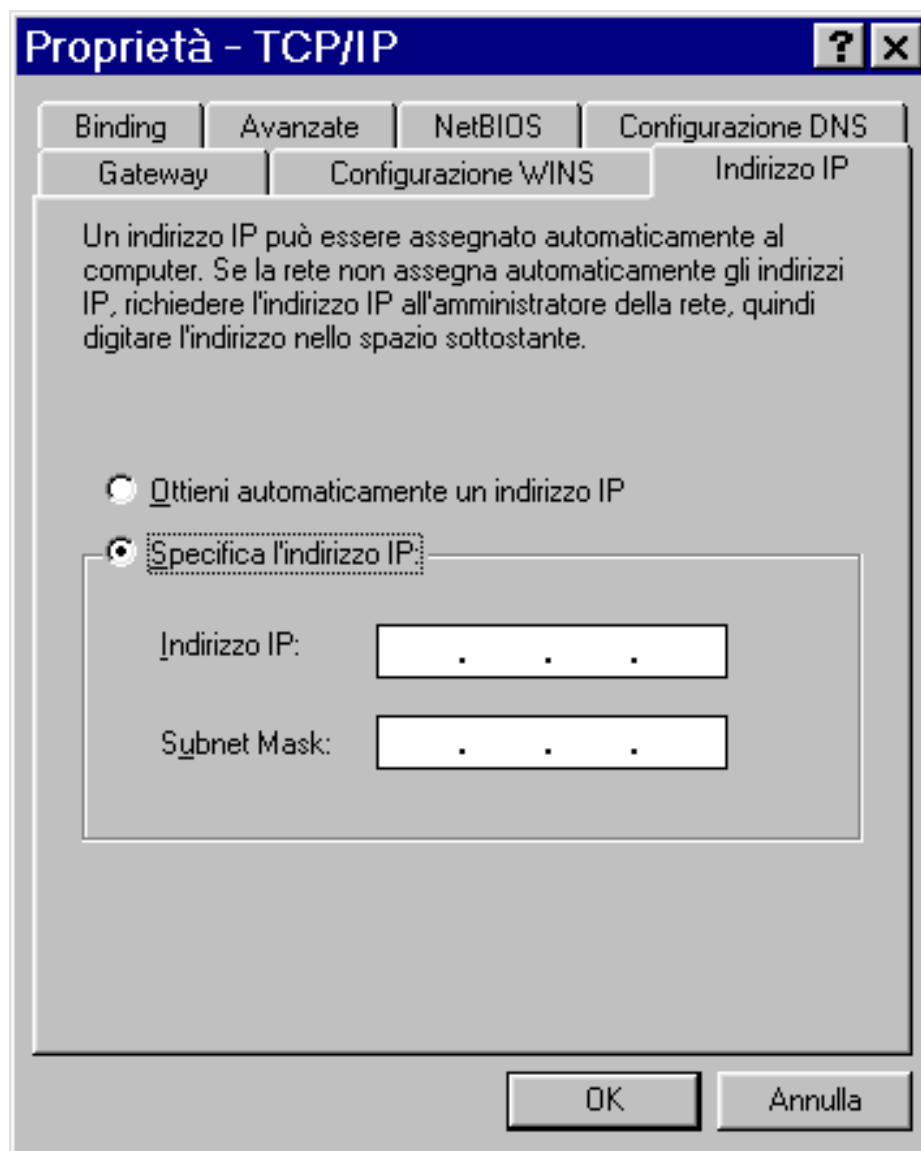 Proprietà - TCP/IP
Binding Avanzate NetBIOS Configurazione DNS
Gateway Configurazione WINS Indirizzo IP
Un indirizzo IP può essere assegnato automaticamente al
computer. Se la rete non assegna automaticamente gli indirizzi
IP, richiedere l'indirizzo IP all'amministratore della rete, quindi
digitare l'indirizzo nello spazio sottostante.
Ottieni automaticamente un indirizzo IP
Specifica l'indirizzo IP:
Indirizzo IP: . . .
Subnet Mask: . . .
OK Annulla